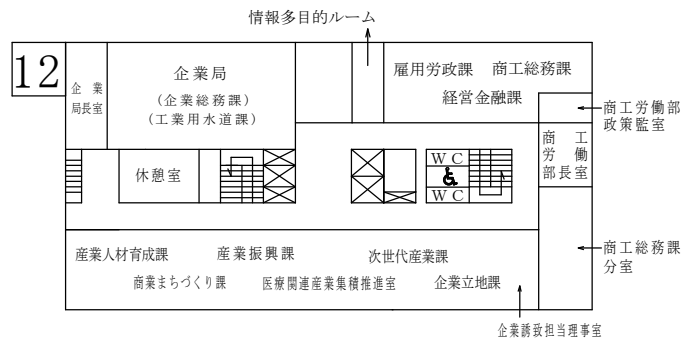 情報多目的ルーム
12
企業
局長室
企業局
(企業総務課)
(工業用水道課)
雇用労政課 商工総務課
経営金融課
商工労働部
政策監室
商工
労働
部長室
休憩室
WC
WC
産業人材育成課 産業振興課 次世代産業課
商業まちづくり課 医療関連産業集積推進室 企業立地課
商工総務課
分室
企業誘致担当理事室